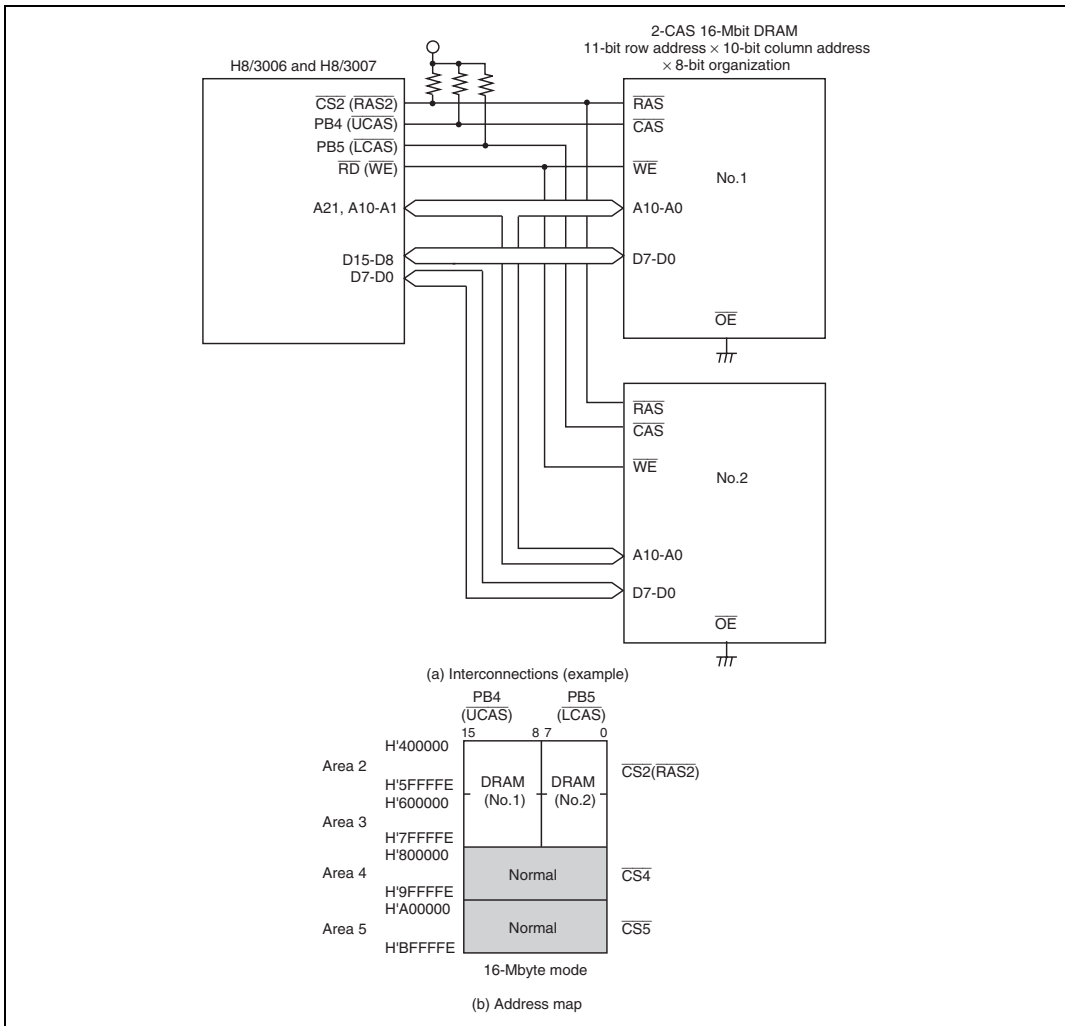 2-CAS 16-Mbit DRAM
11-bit row address × 10-bit column address
× 8-bit organization
H8/3006 and H8/3007
CS2 (RAS2)
PB4 (UCAS)
PB5 (LCAS)
RD (WE)
A21, A10-A1
D15-D8
D7-D0
RAS
CAS
WE
No.1
A10-A0
D7-D0
OE
RAS
CAS
WE
No.2
A10-A0
D7-D0
OE
(a) Interconnections (example)
PB4
(UCAS)
PB5
(LCAS)
15 8 7 0
H'400000
Area 2
H'5FFFFE
H'600000
Area 3
H'7FFFFE
H'800000
Area 4
H'9FFFFE
H'A00000
Area 5
H'BFFFFE
DRAM
(No.1)
DRAM
(No.2)
CS2(RAS2)
Normal
CS4
Normal
CS5
16-Mbyte mode
(b) Address map